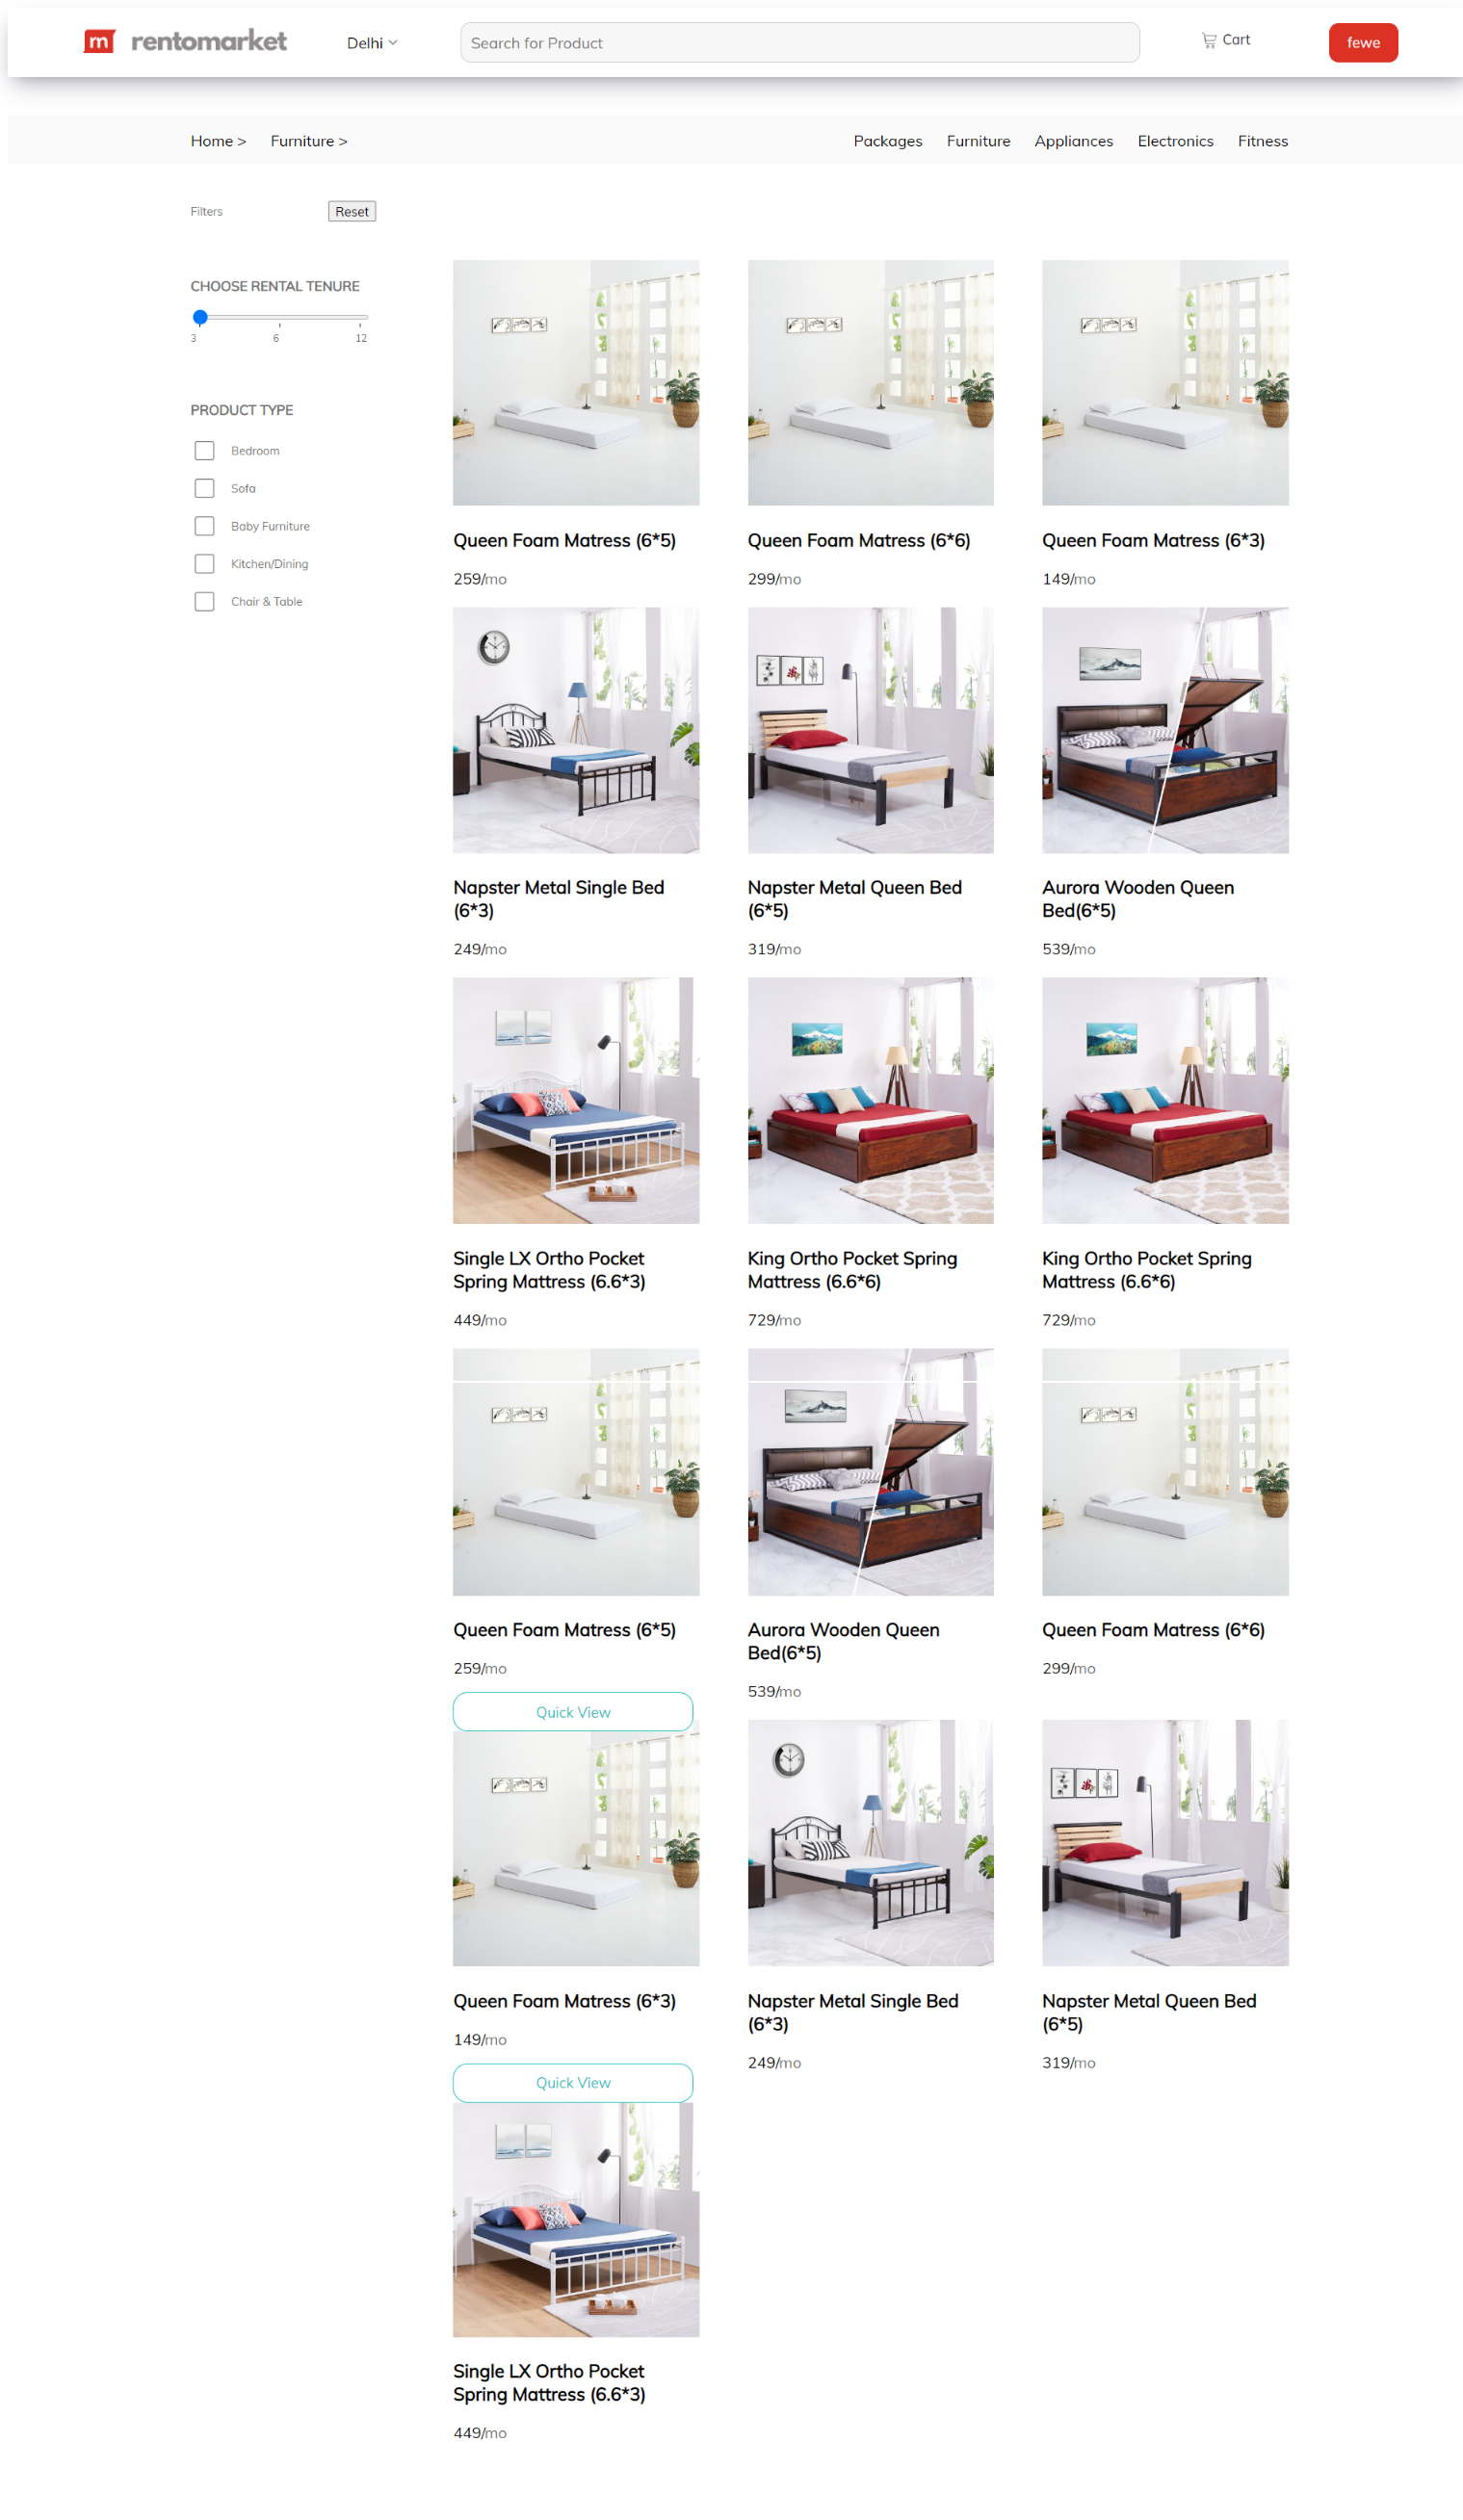 m rentomarket
Delhi
Search for Product
Cart
fewe
Home >
Furniture >
Packages
Furniture
Appliances
Electronics
Fitness
Filters
Reset
CHOOSE RENTAL TENURE
3 6 12
PRODUCT TYPE
Bedroom
Sofa
Baby Furniture
Kitchen/Dining
Chair & Table
Queen Foam Matress (6*5)
259/mo
Queen Foam Matress (6*6)
299/mo
Queen Foam Matress (6*3)
149/mo
Napster Metal Single Bed
(6*3)
249/mo
Napster Metal Queen Bed
(6*5)
319/mo
Aurora Wooden Queen
Bed(6*5)
539/mo
Single LX Ortho Pocket
Spring Mattress (6.6*3)
449/mo
King Ortho Pocket Spring
Mattress (6.6*6)
729/mo
King Ortho Pocket Spring
Mattress (6.6*6)
729/mo
Queen Foam Matress (6*5)
259/mo
Quick View
Aurora Wooden Queen
Bed(6*5)
539/mo
Queen Foam Matress (6*6)
299/mo
Queen Foam Matress (6*3)
149/mo
Quick View
Napster Metal Single Bed
(6*3)
249/mo
Napster Metal Queen Bed
(6*5)
319/mo
Single LX Ortho Pocket
Spring Mattress (6.6*3)
449/mo